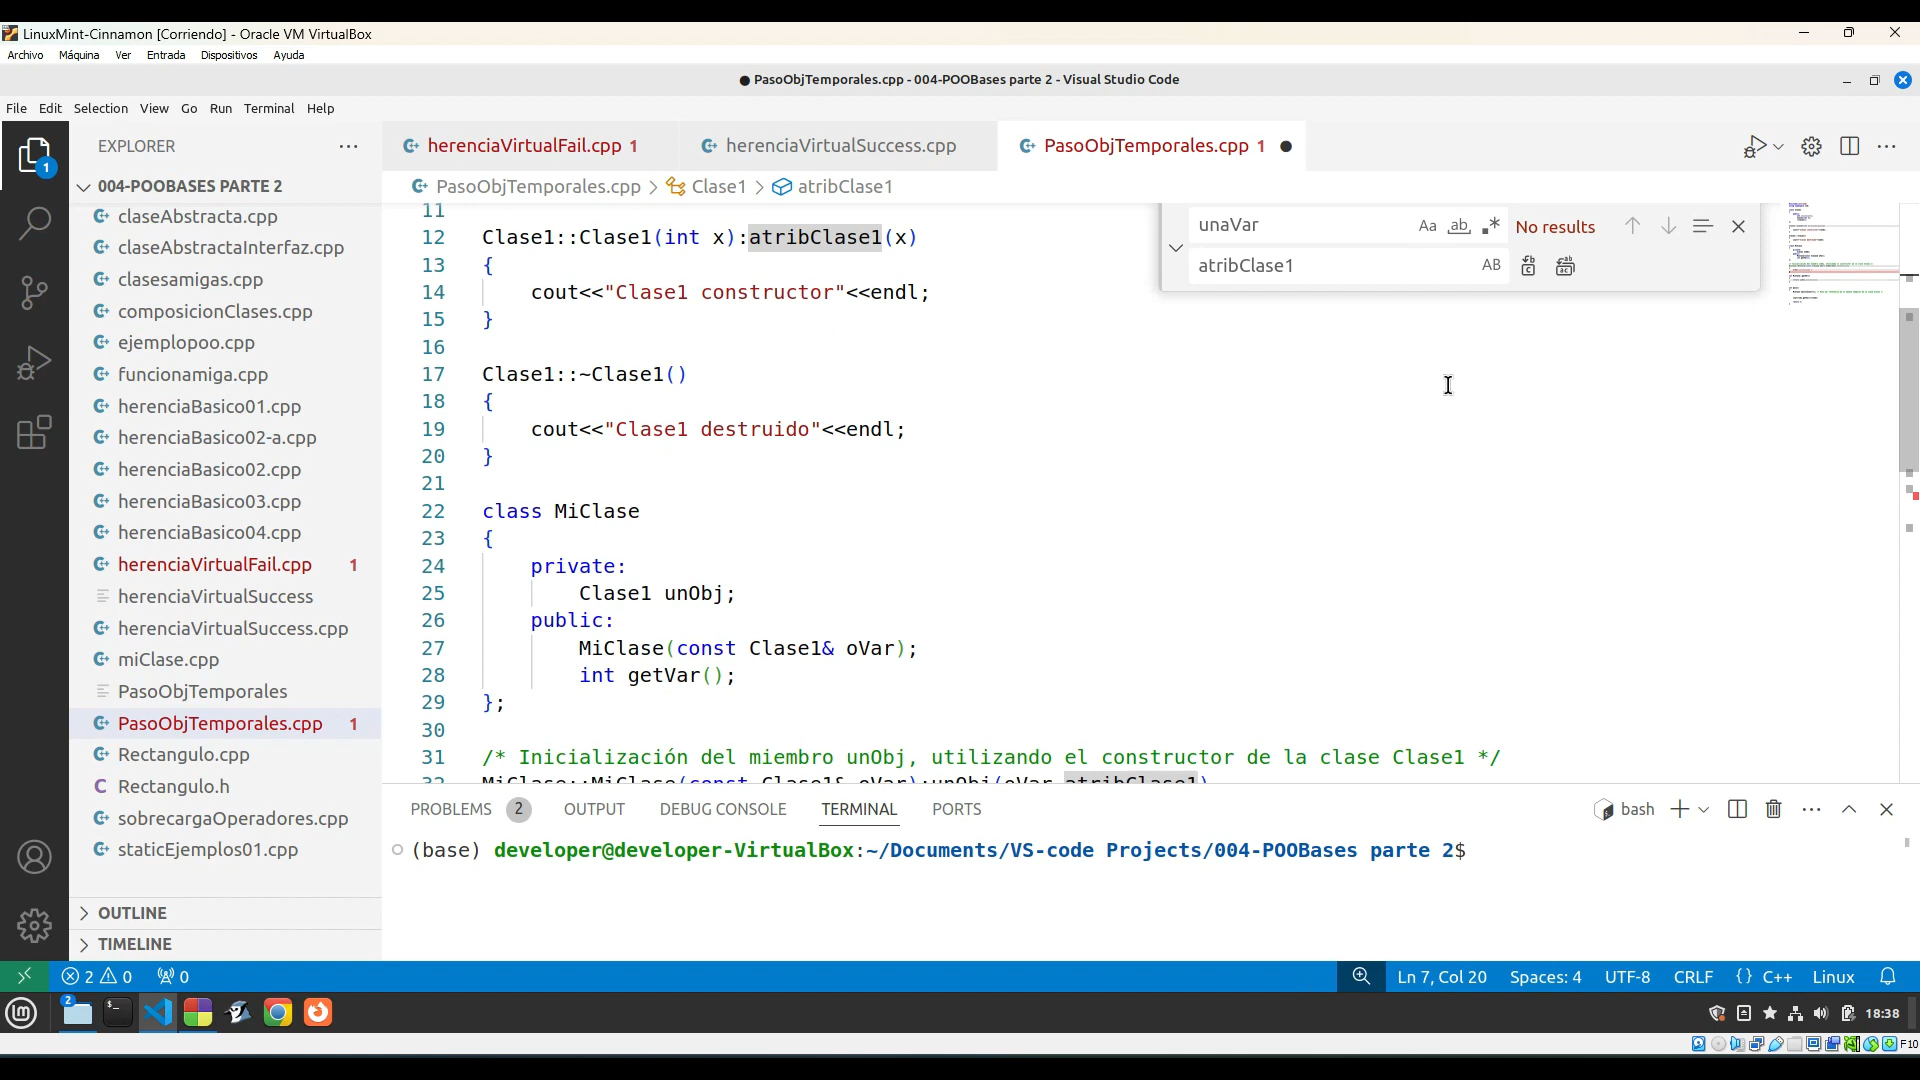 LinuxMint-Cinnamon [Corriendo] - Oracle VM VirtualBox
Archivo Máquina Ver Entrada Dispositivos Ayuda
● PasoObjTemporales.cpp - 004-POOBases parte 2 - Visual Studio Code
File Edit Selection View Go Run Terminal Help
1
EXPLORER
004-POOBASES PARTE 2
claseAbstracta.cpp
claseAbstractaInterfaz.cpp
clasesamigas.cpp
composicionClases.cpp
ejemplopoo.cpp
funcionamiga.cpp
herenciaBasico01.cpp
herenciaBasico02-a.cpp
herenciaBasico02.cpp
herenciaBasico03.cpp
herenciaBasico04.cpp
herenciaVirtualFail.cpp 1
herenciaVirtualSuccess
herenciaVirtualSuccess.cpp
miClase.cpp
PasoObjTemporales
PasoObjTemporales.cpp 1
Rectangulo.cpp
C Rectangulo.h
sobrecargaOperadores.cpp
staticEjemplos01.cpp
OUTLINE
TIMELINE
herenciaVirtualFail.cpp 1 herenciaVirtualSuccess.cpp PasoObjTemporales.cpp 1 ●
PasoObjTemporales.cpp > Clase1 > atribClase1
unaVar Aa ab .* No results
atribClase1 AB
11
12 Clase1::Clase1(int x):atribClase1(x)
13 {
14 cout<<"Clase1 constructor"<<endl;
15 }
16
17 Clase1::~Clase1()
18 {
19 cout<<"Clase1 destruido"<<endl;
20 }
21
22 class MiClase
23 {
24 private:
25 Clase1 unObj;
26 public:
27 MiClase(const Clase1& oVar);
28 int getVar();
29 };
30
31 /* Inicialización del miembro unObj, utilizando el constructor de la clase Clase1 */
32 MiClase::MiClase(const Clase1& oVar):unObj(oVar.atribClase1)
PROBLEMS 2 OUTPUT DEBUG CONSOLE TERMINAL PORTS
bash
(base) developer@developer-VirtualBox:~/Documents/VS-code Projects/004-POOBases parte 2$
2 0 0
Ln 7, Col 20 Spaces: 4 UTF-8 CRLF {} C++ Linux
2
18:38
F10